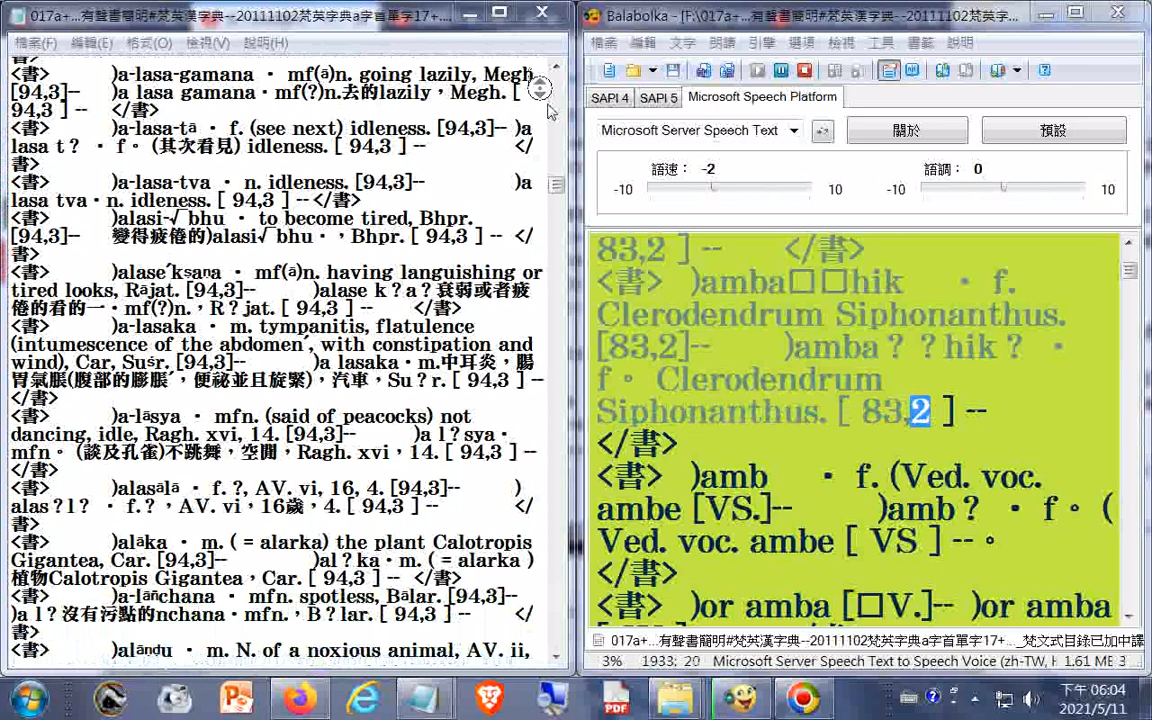 017a+...有聲書簡明#梵英漢字典--20111102梵英字典a字首單字17+...
檔案(F) 編輯(E) 格式(O) 檢視(V) 說明(H)
<書> )a-lasa-gamana • mf(ā)n. going lazily, Megh.
[94,3]-- )a lasa gamana•mf(?)n.去的lazily，Megh. [
94,3 ] -- </書>
<書> )a-lasa-tā • f. (see next) idleness. [94,3]-- )a
lasa t？ • f。 (其次看見) idleness. [ 94,3 ] -- </
書>
<書> )a-lasa-tva • n. idleness. [94,3]-- )a
lasa tva•n. idleness. [ 94,3 ] --</書>
<書> )alasi-√bhu • to become tired, Bhpr.
[94,3]-- 變得疲倦的)alasi√bhu•，Bhpr. [ 94,3 ] -- </
書>
<書> )alase´kṣaṇa • mf(ā)n. having languishing or
tired looks, Rājat. [94,3]-- )alase k？a？衰弱或者疲
倦的看的一•mf(?)n.，R？jat. [ 94,3 ] -- </書>
<書> )a-lasaka • m. tympanitis, flatulence
(intumescence of the abdomen´, with constipation and
wind), Car, Suśr. [94,3]-- )a lasaka•m.中耳炎，腸
胃氣脹(腹部的膨脹´，便祕並且旋緊)，汽車，Su？r. [ 94,3 ] --
</書>
<書> )a-lāsya • mfn. (said of peacocks) not
dancing, idle, Ragh. xvi, 14. [94,3]-- )a l？sya•
mfn。 (談及孔雀)不跳舞，空閒，Ragh. xvi，14. [ 94,3 ] --
</書>
<書> )alasālā • f. ?, AV. vi, 16, 4. [94,3]-- )
alas？l？ • f.？，AV. vi，16歲，4. [ 94,3 ] -- </
書>
<書> )alāka • m. ( = alarka) the plant Calotropis
Gigantea, Car. [94,3]-- )al？ka•m. ( = alarka )
植物Calotropis Gigantea，Car. [ 94,3 ] -- </書>
<書> )a-lāñchana • mfn. spotless, Bālar. [94,3]--
)a l？沒有污點的nchana•mfn.，B？lar. [ 94,3 ] -- </
書>
<書> )alāṇḍu • m. N. of a noxious animal, AV. ii,
Balabolka - [F:\017a+...有聲書簡明#梵英漢字典--20111102梵英字...
檔案 編輯 文字 朗讀 引擎 選項 檢視 工具 書籤 說明
SAPI 4 SAPI 5 Microsoft Speech Platform
Microsoft Server Speech Text 關於 預設
語速： -2 語調： 0
-10 10 -10 10
83,2 ] -- </書>
<書> )amba□□hik • f.
Clerodendrum Siphonanthus.
[83,2]-- )amba？？hik？ •
f。 Clerodendrum
Siphonanthus. [ 83,2 ] --
</書>
<書> )amb • f. (Ved. voc.
ambe [VS.]-- )amb？ • f。 (
Ved. voc. ambe [ VS ] --。
</書>
<書> )or amba [□V.]-- )or amba
017a+...有聲書簡明#梵英漢字典--20111102梵英字典a字首單字17+..._梵文式目錄已加中譯
3% 1933; 20 Microsoft Server Speech Text to Speech Voice (zh-TW, H 1.61 MB 3
PDF
下午 06:04
2021/5/11